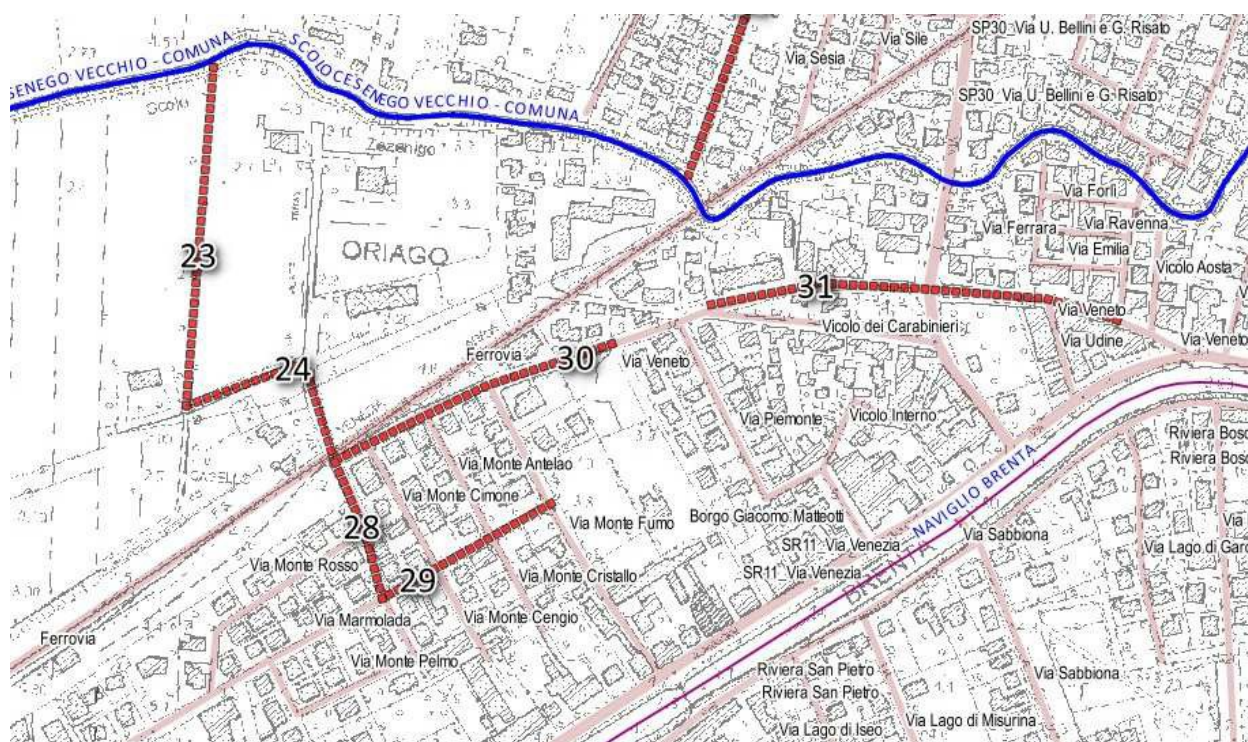 SP30_Via U. Bellini e G. Risato
Via Sile
Via Sesia
SENEGO VECCHIO - COMUNA
SCOLO CESENEGO VECCHIO - COMUNA
SP30_Via U. Bellini e G. Risato
Scolo
Zezenigo
Via Forlì
Via Ravenna
Via Ferrara
Via Emilia
Vicolo Aosta
23
ORIAGO
31
Via Veneto
Vicolo dei Carabinieri
Via Udine
Via Veneto
Ferrovia
30
Via Veneto
24
Via Piemonte
Vicolo Interno
Riviera Bosc
Riviera Bosc
Via Monte Antelao
Via Monte Cimone
NAVIGLIO BRENTA
Borgo Giacomo Matteotti
Via Monte Fumo
28
SR11_Via Venezia
Via Sabbiona
Via
Via Lago di Gard
BRENTA
SR11_Via Venezia
Via Monte Rosso
29
Via Monte Cristallo
Via Marmolada
Via Monte Cengio
Ferrovia
Via Monte Pelmo
Riviera San Pietro
Via Sabbiona
Riviera San Pietro
Via Lago di Misurina
Via Lago di Iseo